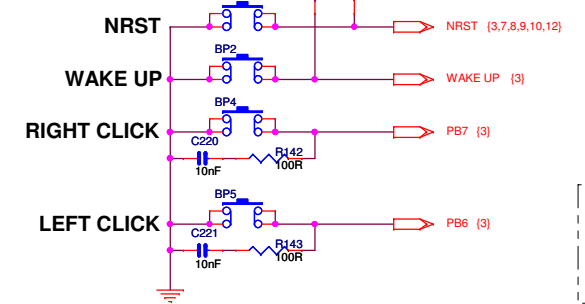 NRST
NRST {3,7,8,9,10,12}
BP2
WAKE UP
WAKE UP {3}
BP4
RIGHT CLICK
PB7 {3}
C220
R142
10nF
100R
BP5
LEFT CLICK
PB6 {3}
C221
R143
10nF
100R